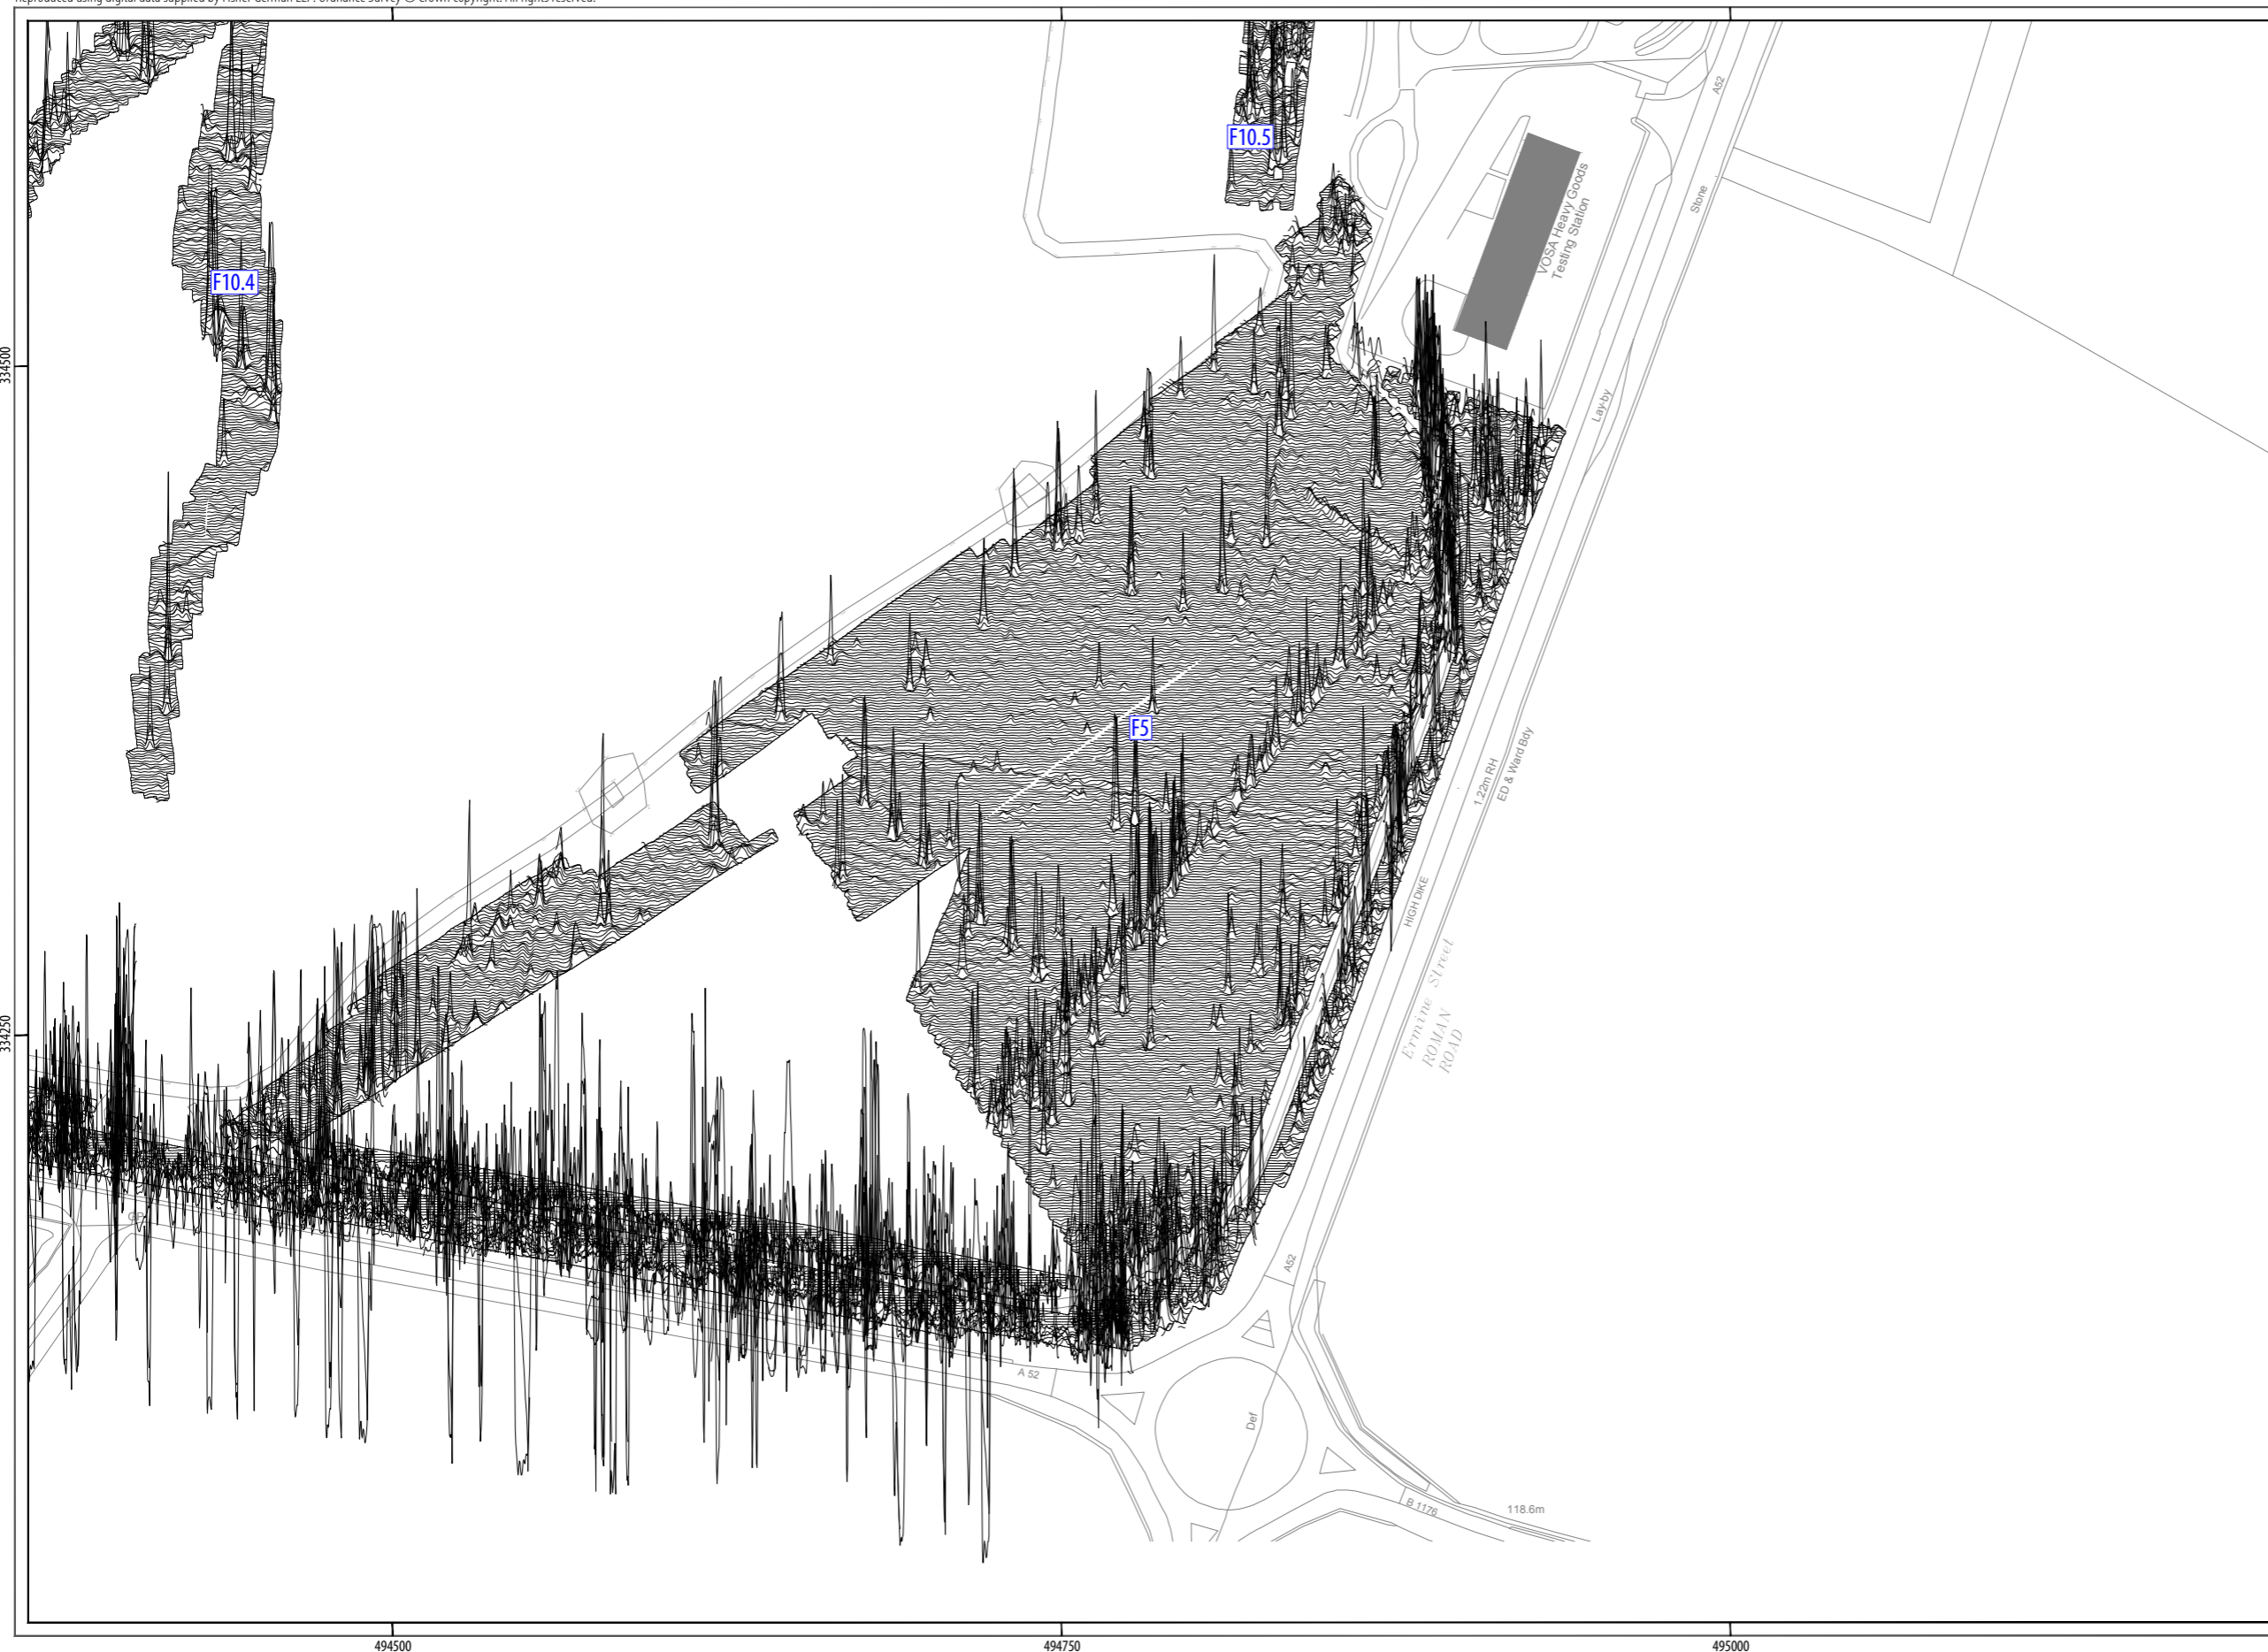 Reproduced using digital data supplied by Fisher German LLP. Ordnance Survey © Crown copyright. All rights reserved.
A52
F10.5
Stone
VOSA Heavy Goods
Testing Station
F10.4
334500
Lay-by
F5
1.22m RH
ED & Ward Bdy
HIGH DIKE
Ermine Street
ROMAN
ROAD
334250
A52
A 52
Def
B 1176
118.6m
494500
494750
495000